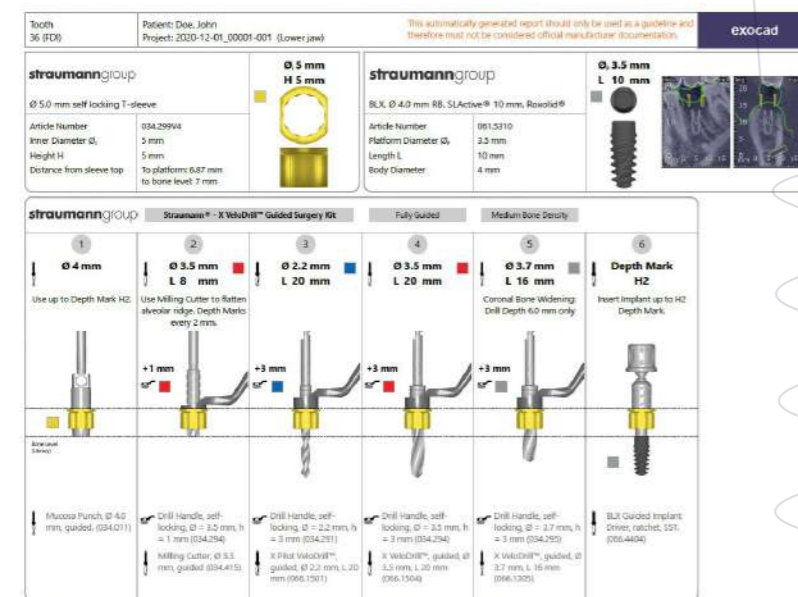 Tooth
36 (FDI)
Patient: Doe, John
Project: 2020-12-01_00001-001 (Lower jaw)
This automatically generated report should only be used as a guideline and
therefore must not be considered official manufacturer documentation.
exocad
straumanngroup
Ø 5.0 mm self locking T-sleeve
Ø, 5 mm
H 5 mm
Article Number 034.299V4
Inner Diameter Ø, 5 mm
Height H 5 mm
Distance from sleeve top To platform: 6.87 mm
to bone level: 7 mm
straumanngroup
BLX, Ø 4.0 mm RB, SLActive® 10 mm, Roxolid®
Ø, 3.5 mm
L 10 mm
Article Number 061.5310
Platform Diameter Ø, 3.5 mm
Length L 10 mm
Body Diameter 4 mm
straumanngroup
Straumann® - X VeloDrill™ Guided Surgery Kit
Fully Guided
Medium Bone Density
1
Ø 4 mm
Use up to Depth Mark H2.
Mucosa Punch, Ø 4.0
mm, guided, (034.011)
2
Ø 3.5 mm
L 8 mm
Use Milling Cutter to flatten
alveolar ridge. Depth Marks
every 2 mm.
+1 mm
Drill Handle, self-
locking, Ø = 3.5 mm, h
= 1 mm (034.294)
Milling Cutter, Ø 3.5
mm, guided (034.415)
3
Ø 2.2 mm
L 20 mm
+3 mm
Drill Handle, self-
locking, Ø = 2.2 mm, h
= 3 mm (034.291)
X Pilot VeloDrill™,
guided, Ø 2.2 mm, L 20
mm (066.1501)
4
Ø 3.5 mm
L 20 mm
+3 mm
Drill Handle, self-
locking, Ø = 3.5 mm, h
= 3 mm (034.294)
X VeloDrill™, guided, Ø
3.5 mm, L 20 mm
(066.1504)
5
Ø 3.7 mm
L 16 mm
Coronal Bone Widening:
Drill Depth 6.0 mm only
+3 mm
Drill Handle, self-
locking, Ø = 3.7 mm, h
= 3 mm (034.295)
X VeloDrill™, guided, Ø
3.7 mm, L 16 mm
(066.1305)
6
Depth Mark
H2
Insert Implant up to H2
Depth Mark.
BLX Guided Implant
Driver, ratchet, SST.
(066.4404)
Bone Level